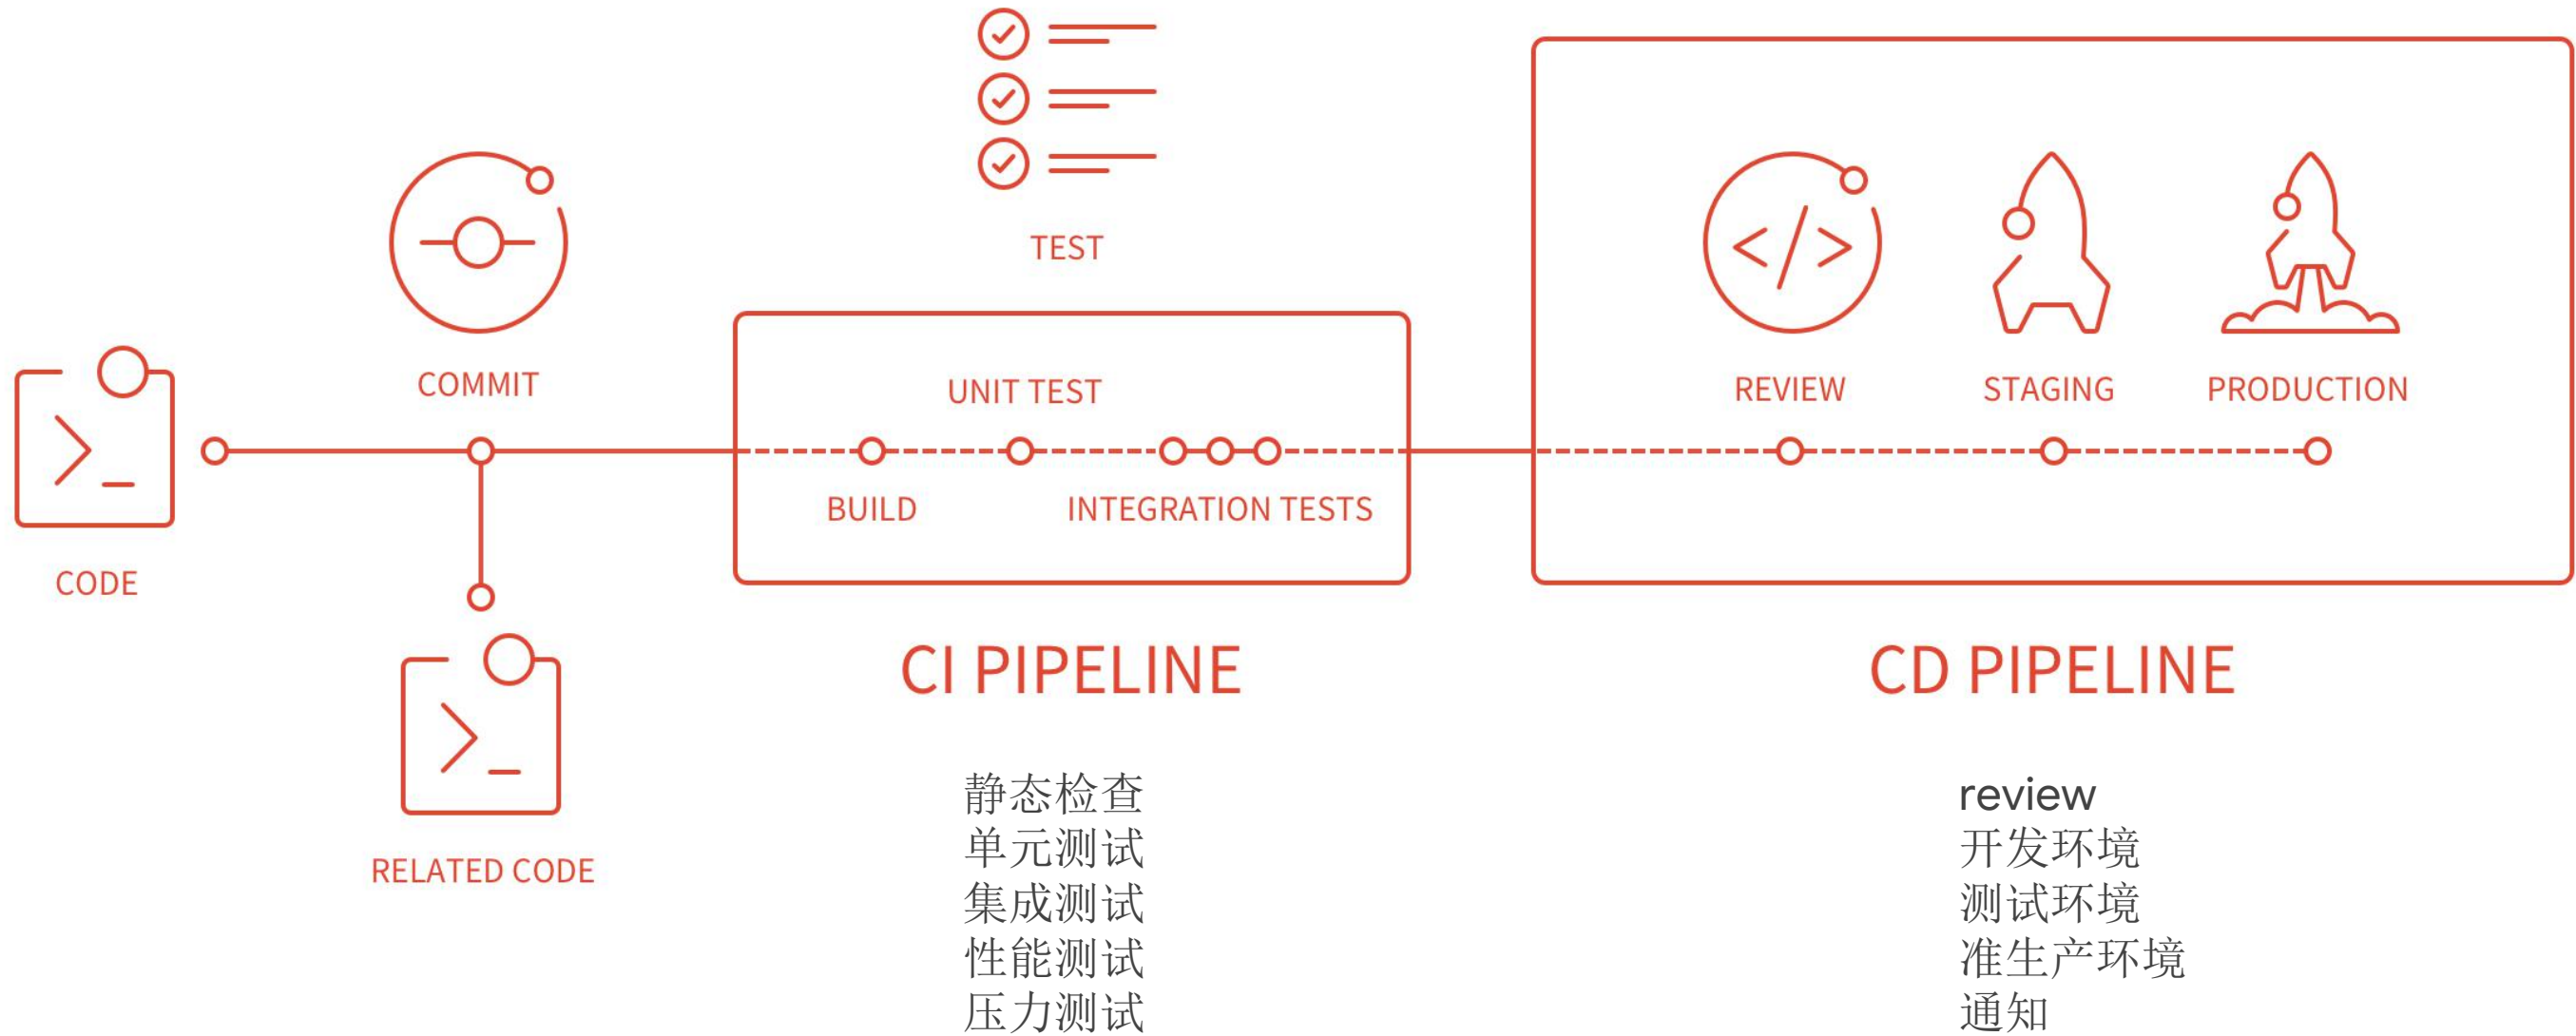 TEST
COMMIT
CODE
RELATED CODE
UNIT TEST
BUILD
INTEGRATION TESTS
CI PIPELINE
静态检查
单元测试
集成测试
性能测试
压力测试
REVIEW
STAGING
PRODUCTION
CD PIPELINE
review
开发环境
测试环境
准生产环境
通知